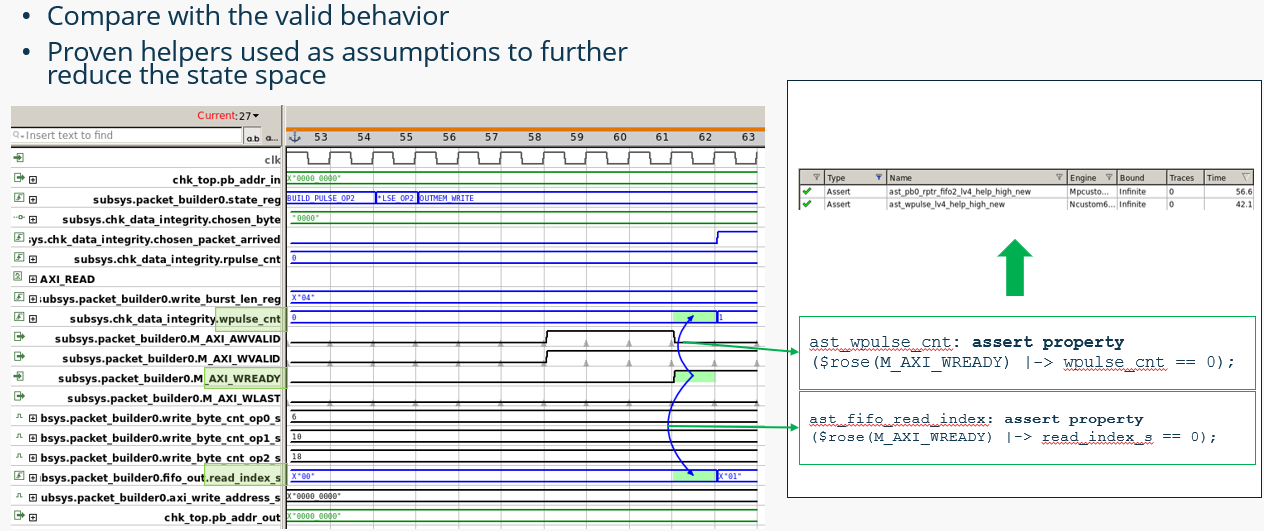 • Compare with the valid behavior
• Proven helpers used as assumptions to further
reduce the state space
Current:27
Insert text to find
a.b a...
53 54 55 56 57 58 59 60 61 62 63
clk
chk_top.pb_addr_in
X"0000_0000"
subsys.packet_builder0.state_reg
BUILD_PULSE_OP2 *LSE_OP2 OUTMEM_WRITE
subsys.chk_data_integrity.chosen_byte
"0000"
sys.chk_data_integrity.chosen_packet_arrived
subsys.chk_data_integrity.rpulse_cnt
0
AXI_READ
ubsys.packet_builder0.write_burst_len_reg
X"04"
subsys.chk_data_integrity.wpulse_cnt
0 1
subsys.packet_builder0.M_AXI_AWVALID
subsys.packet_builder0.M_AXI_WVALID
subsys.packet_builder0.M_AXI_WREADY
subsys.packet_builder0.M_AXI_WLAST
bsys.packet_builder0.write_byte_cnt_op0_s
6
bsys.packet_builder0.write_byte_cnt_op1_s
10
bsys.packet_builder0.write_byte_cnt_op2_s
18
bsys.packet_builder0.fifo_out.read_index_s
X"00" X"01"
ubsys.packet_builder0.axi_write_address_s
X"0000_0000"
chk_top.pb_addr_out
X"0000_0000"
Type Name Engine Bound Traces Time
Assert ast_pb0_rptr_fifo2_lv4_help_high_new Mpcusto... Infinite 0 56.6
Assert ast_wpulse_lv4_help_high_new Ncustom6... Infinite 0 42.1
ast_wpulse_cnt: assert property
($rose(M_AXI_WREADY) |-> wpulse_cnt == 0);
ast_fifo_read_index: assert property
($rose(M_AXI_WREADY) |-> read_index_s == 0);